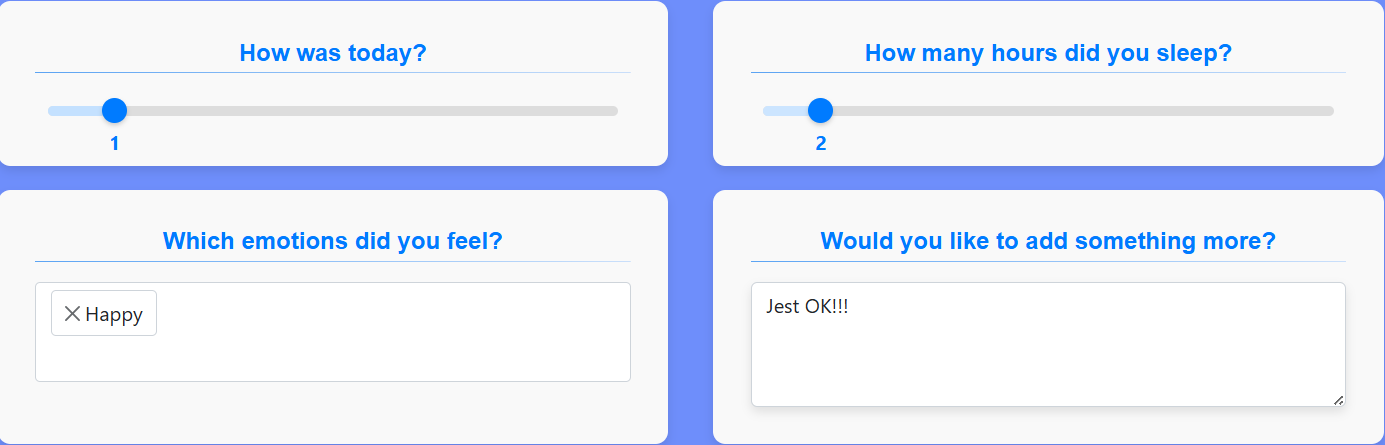 How was today?
1
How many hours did you sleep?
2
Which emotions did you feel?
Happy
Would you like to add something more?
Jest OK!!!